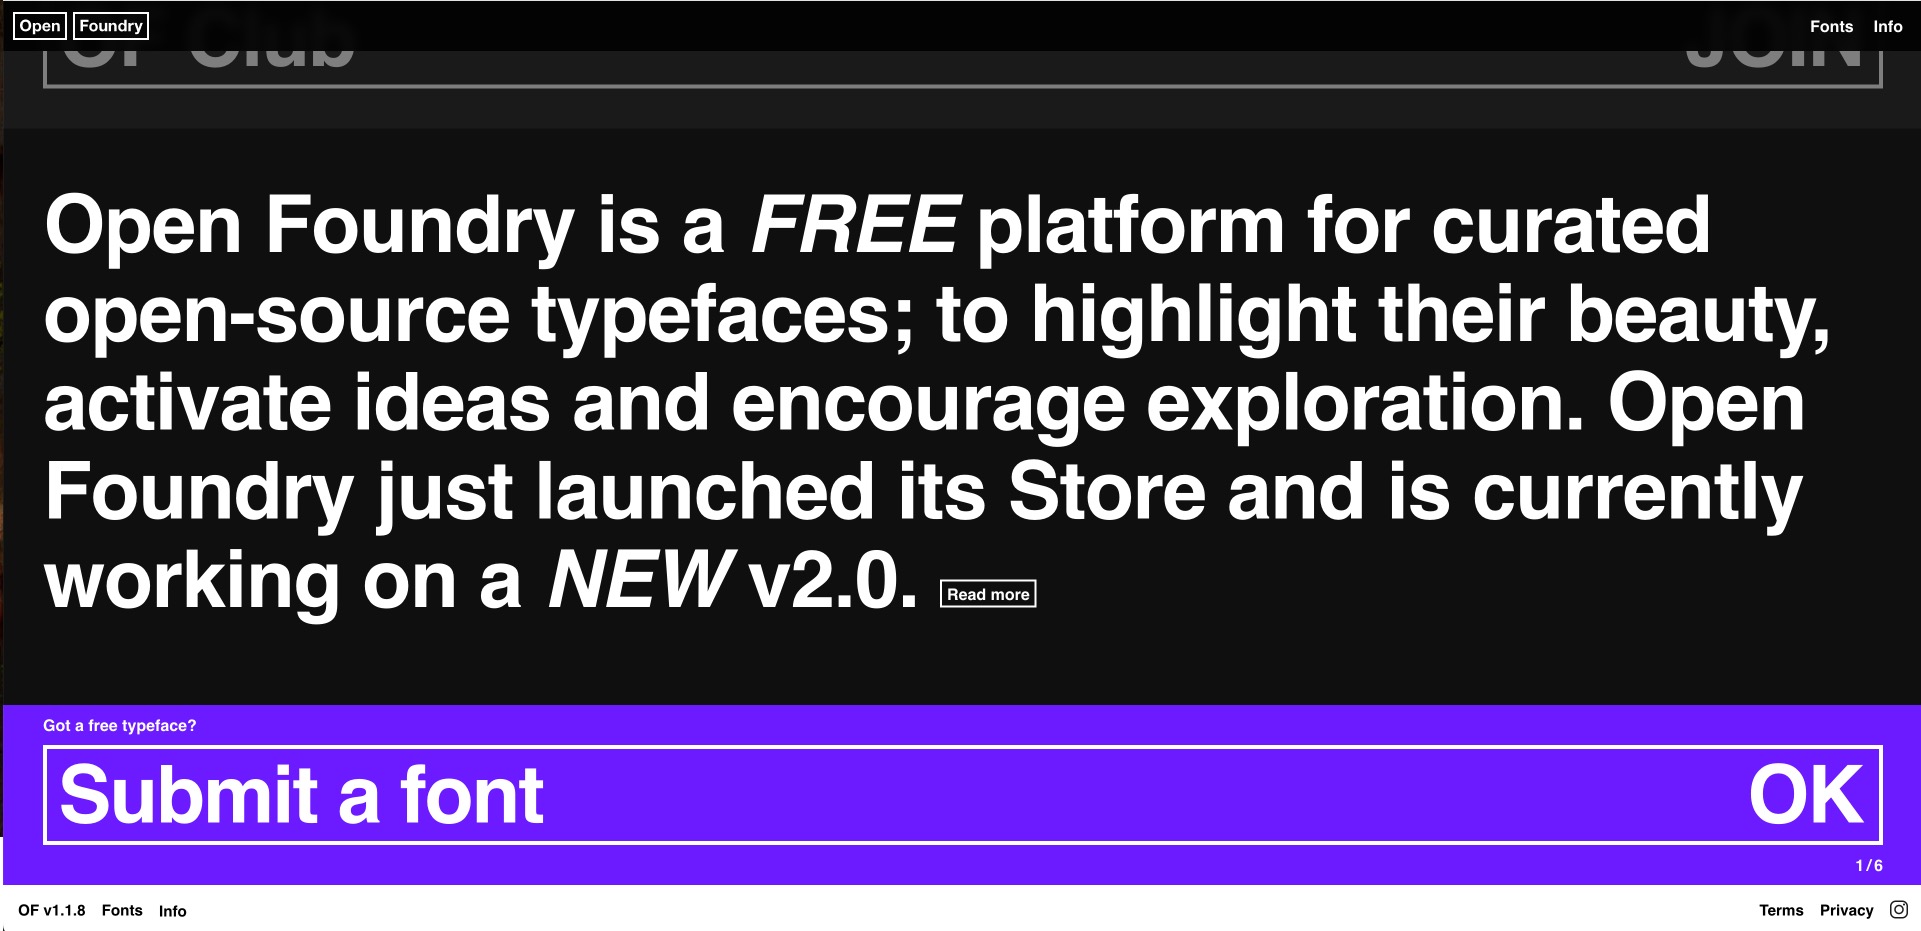 Open Foundry
Fonts Info
OF Club
JOIN
Open Foundry is a FREE platform for curated
open-source typefaces; to highlight their beauty,
activate ideas and encourage exploration. Open
Foundry just launched its Store and is currently
working on a NEW v2.0. Read more
Got a free typeface?
Submit a font
OK
1/6
OF v1.1.8 Fonts Info
Terms Privacy